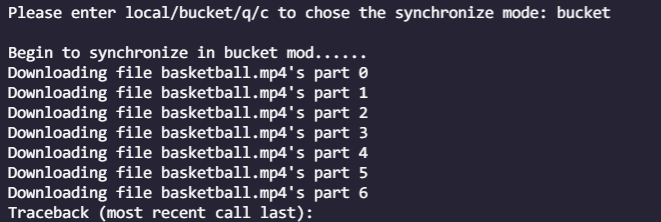 Please enter local/bucket/q/c to chose the synchronize mode: bucket
Begin to synchronize in bucket mod......
Downloading file basketball.mp4's part 0
Downloading file basketball.mp4's part 1
Downloading file basketball.mp4's part 2
Downloading file basketball.mp4's part 3
Downloading file basketball.mp4's part 4
Downloading file basketball.mp4's part 5
Downloading file basketball.mp4's part 6
Traceback (most recent call last):